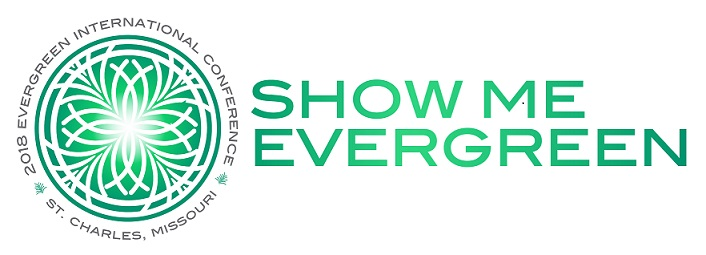 2018 EVERGREEN INTERNATIONAL CONFERENCE
ST. CHARLES, MISSOURI
SHOW ME
EVERGREEN